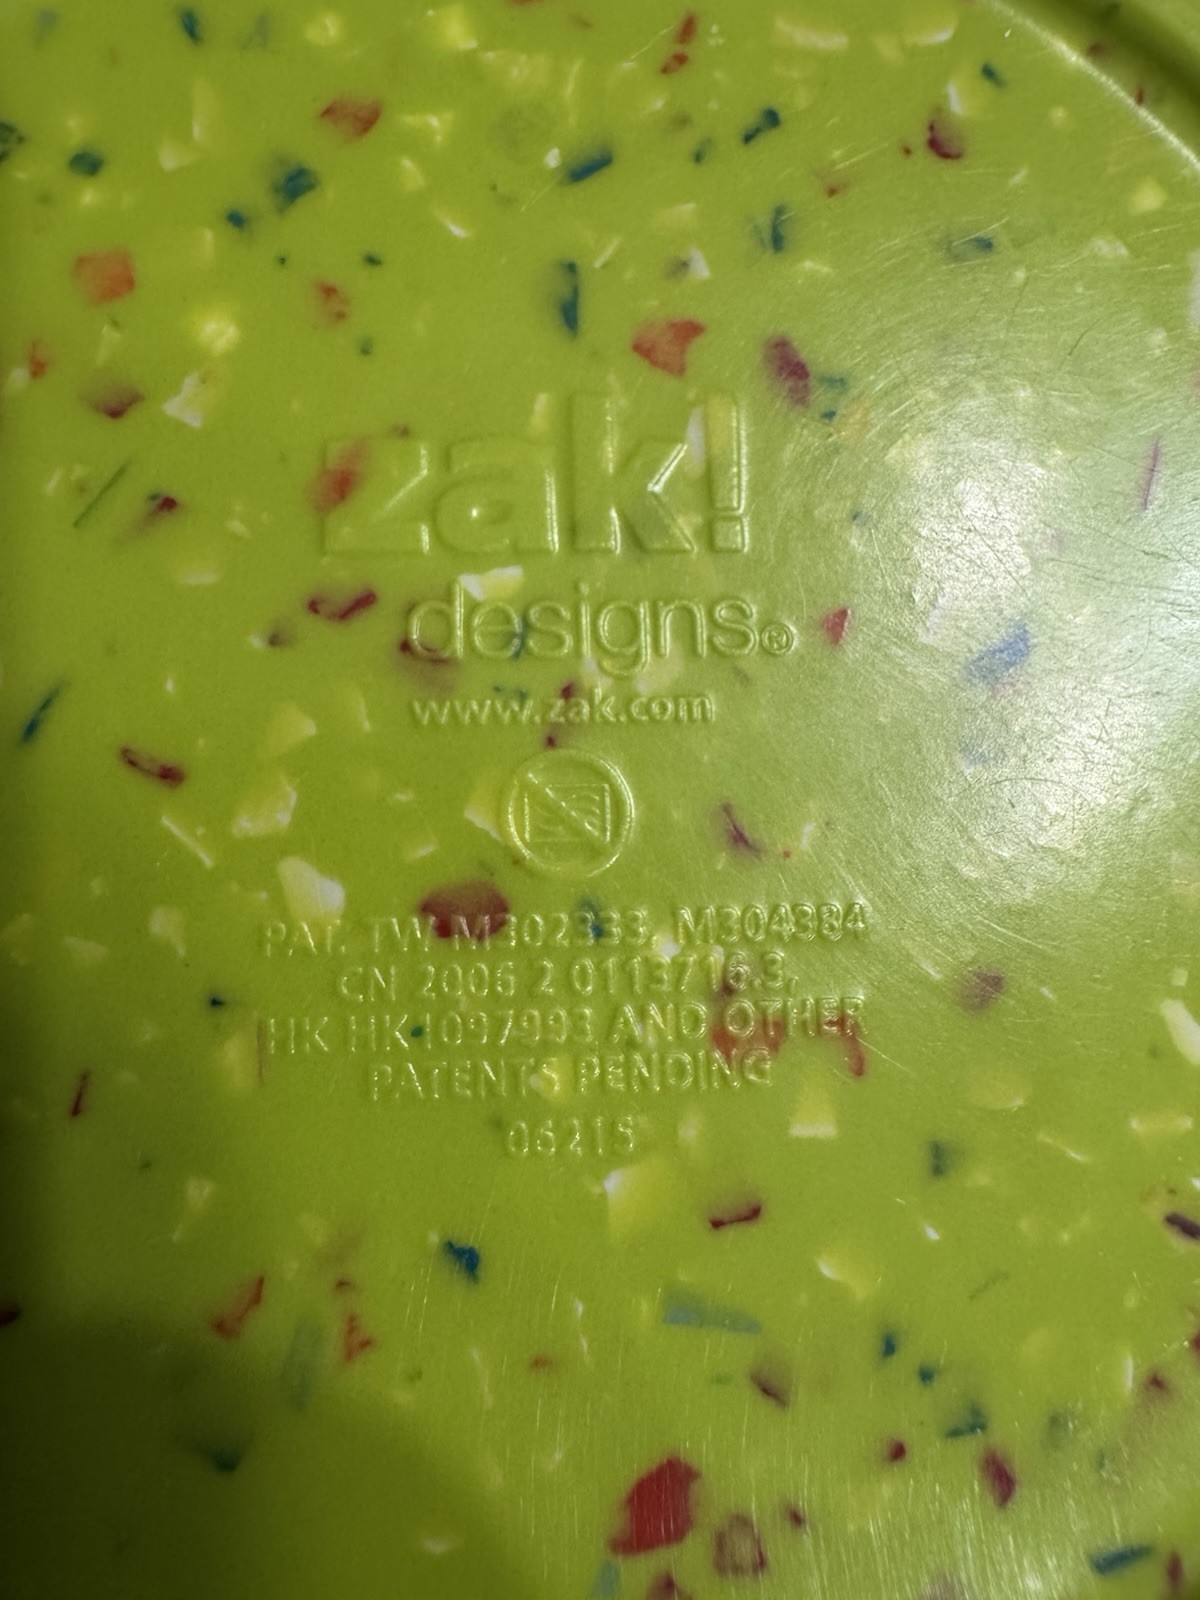 zak!
designs®
www.zak.com
PAT. TW M302333, M304384
CN 2006 2 0113716.3,
HK HK1097993 AND OTHER
PATENTS PENDING
06215